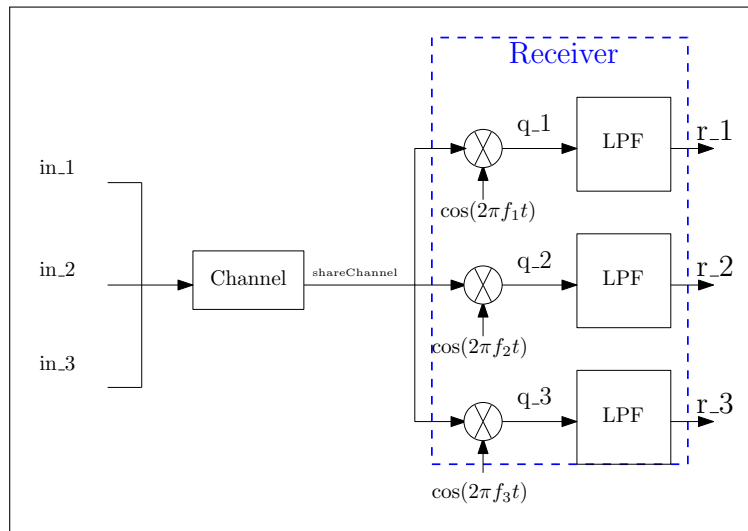 Receiver
q_1
r_1
LPF
in_1
cos(2πf₁t)
in_2
Channel
shareChannel
q_2
r_2
LPF
cos(2πf₂t)
in_3
q_3
r_3
LPF
cos(2πf₃t)